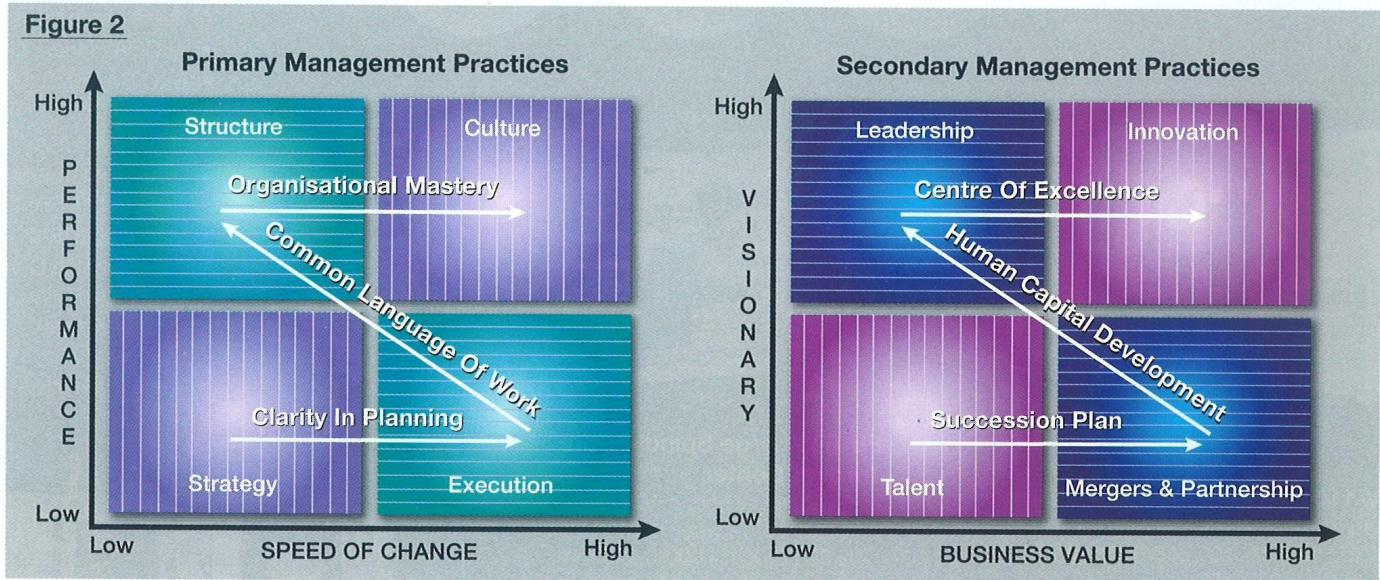 Figure 2
Primary Management Practices
High
PERFORMANCE
Structure
Culture
Organisational Mastery
Common Language Of Work
Clarity In Planning
Strategy
Execution
Low
Low
SPEED OF CHANGE
High
Secondary Management Practices
High
VISIONARY
Leadership
Innovation
Centre Of Excellence
Human Capital Development
Succession Plan
Talent
Mergers & Partnership
Low
Low
BUSINESS VALUE
High